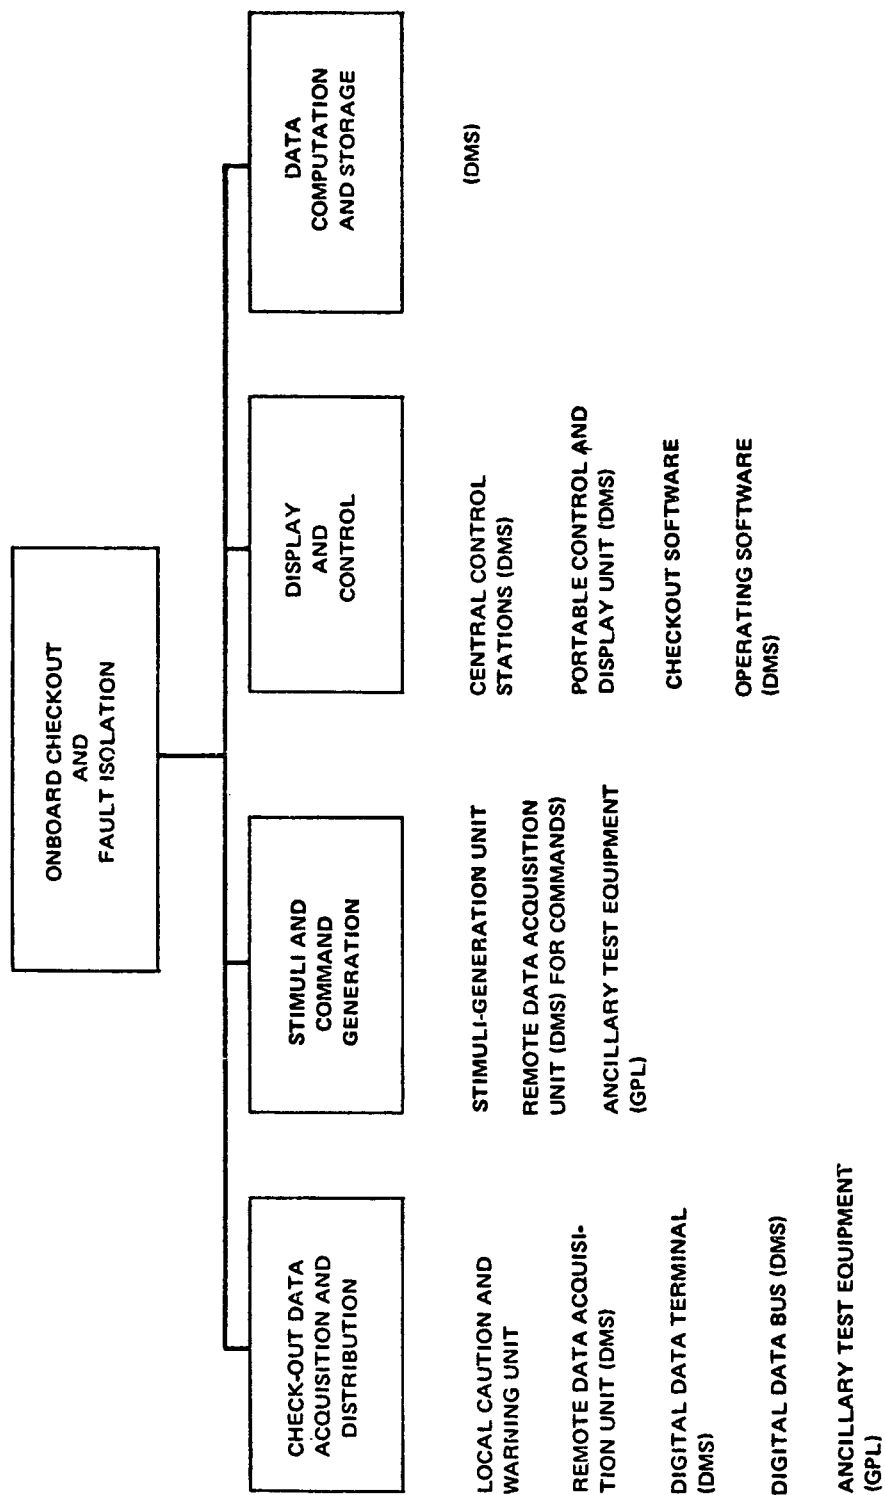 ONBOARD CHECKOUT
AND
FAULT ISOLATION
CHECK-OUT DATA
ACQUISITION AND
DISTRIBUTION
LOCAL CAUTION AND
WARNING UNIT
REMOTE DATA ACQUISI-
TION UNIT (DMS)
DIGITAL DATA TERMINAL
(DMS)
DIGITAL DATA BUS (DMS)
ANCILLARY TEST EQUIPMENT
(GPL)
STIMULI AND
COMMAND
GENERATION
STIMULI-GENERATION UNIT
REMOTE DATA ACQUISITION
UNIT (DMS) FOR COMMANDS)
ANCILLARY TEST EQUIPMENT
(GPL)
DISPLAY
AND
CONTROL
CENTRAL CONTROL
STATIONS (DMS)
PORTABLE CONTROL AND
DISPLAY UNIT (DMS)
CHECKOUT SOFTWARE
OPERATING SOFTWARE
(DMS)
DATA
COMPUTATION
AND STORAGE
(DMS)